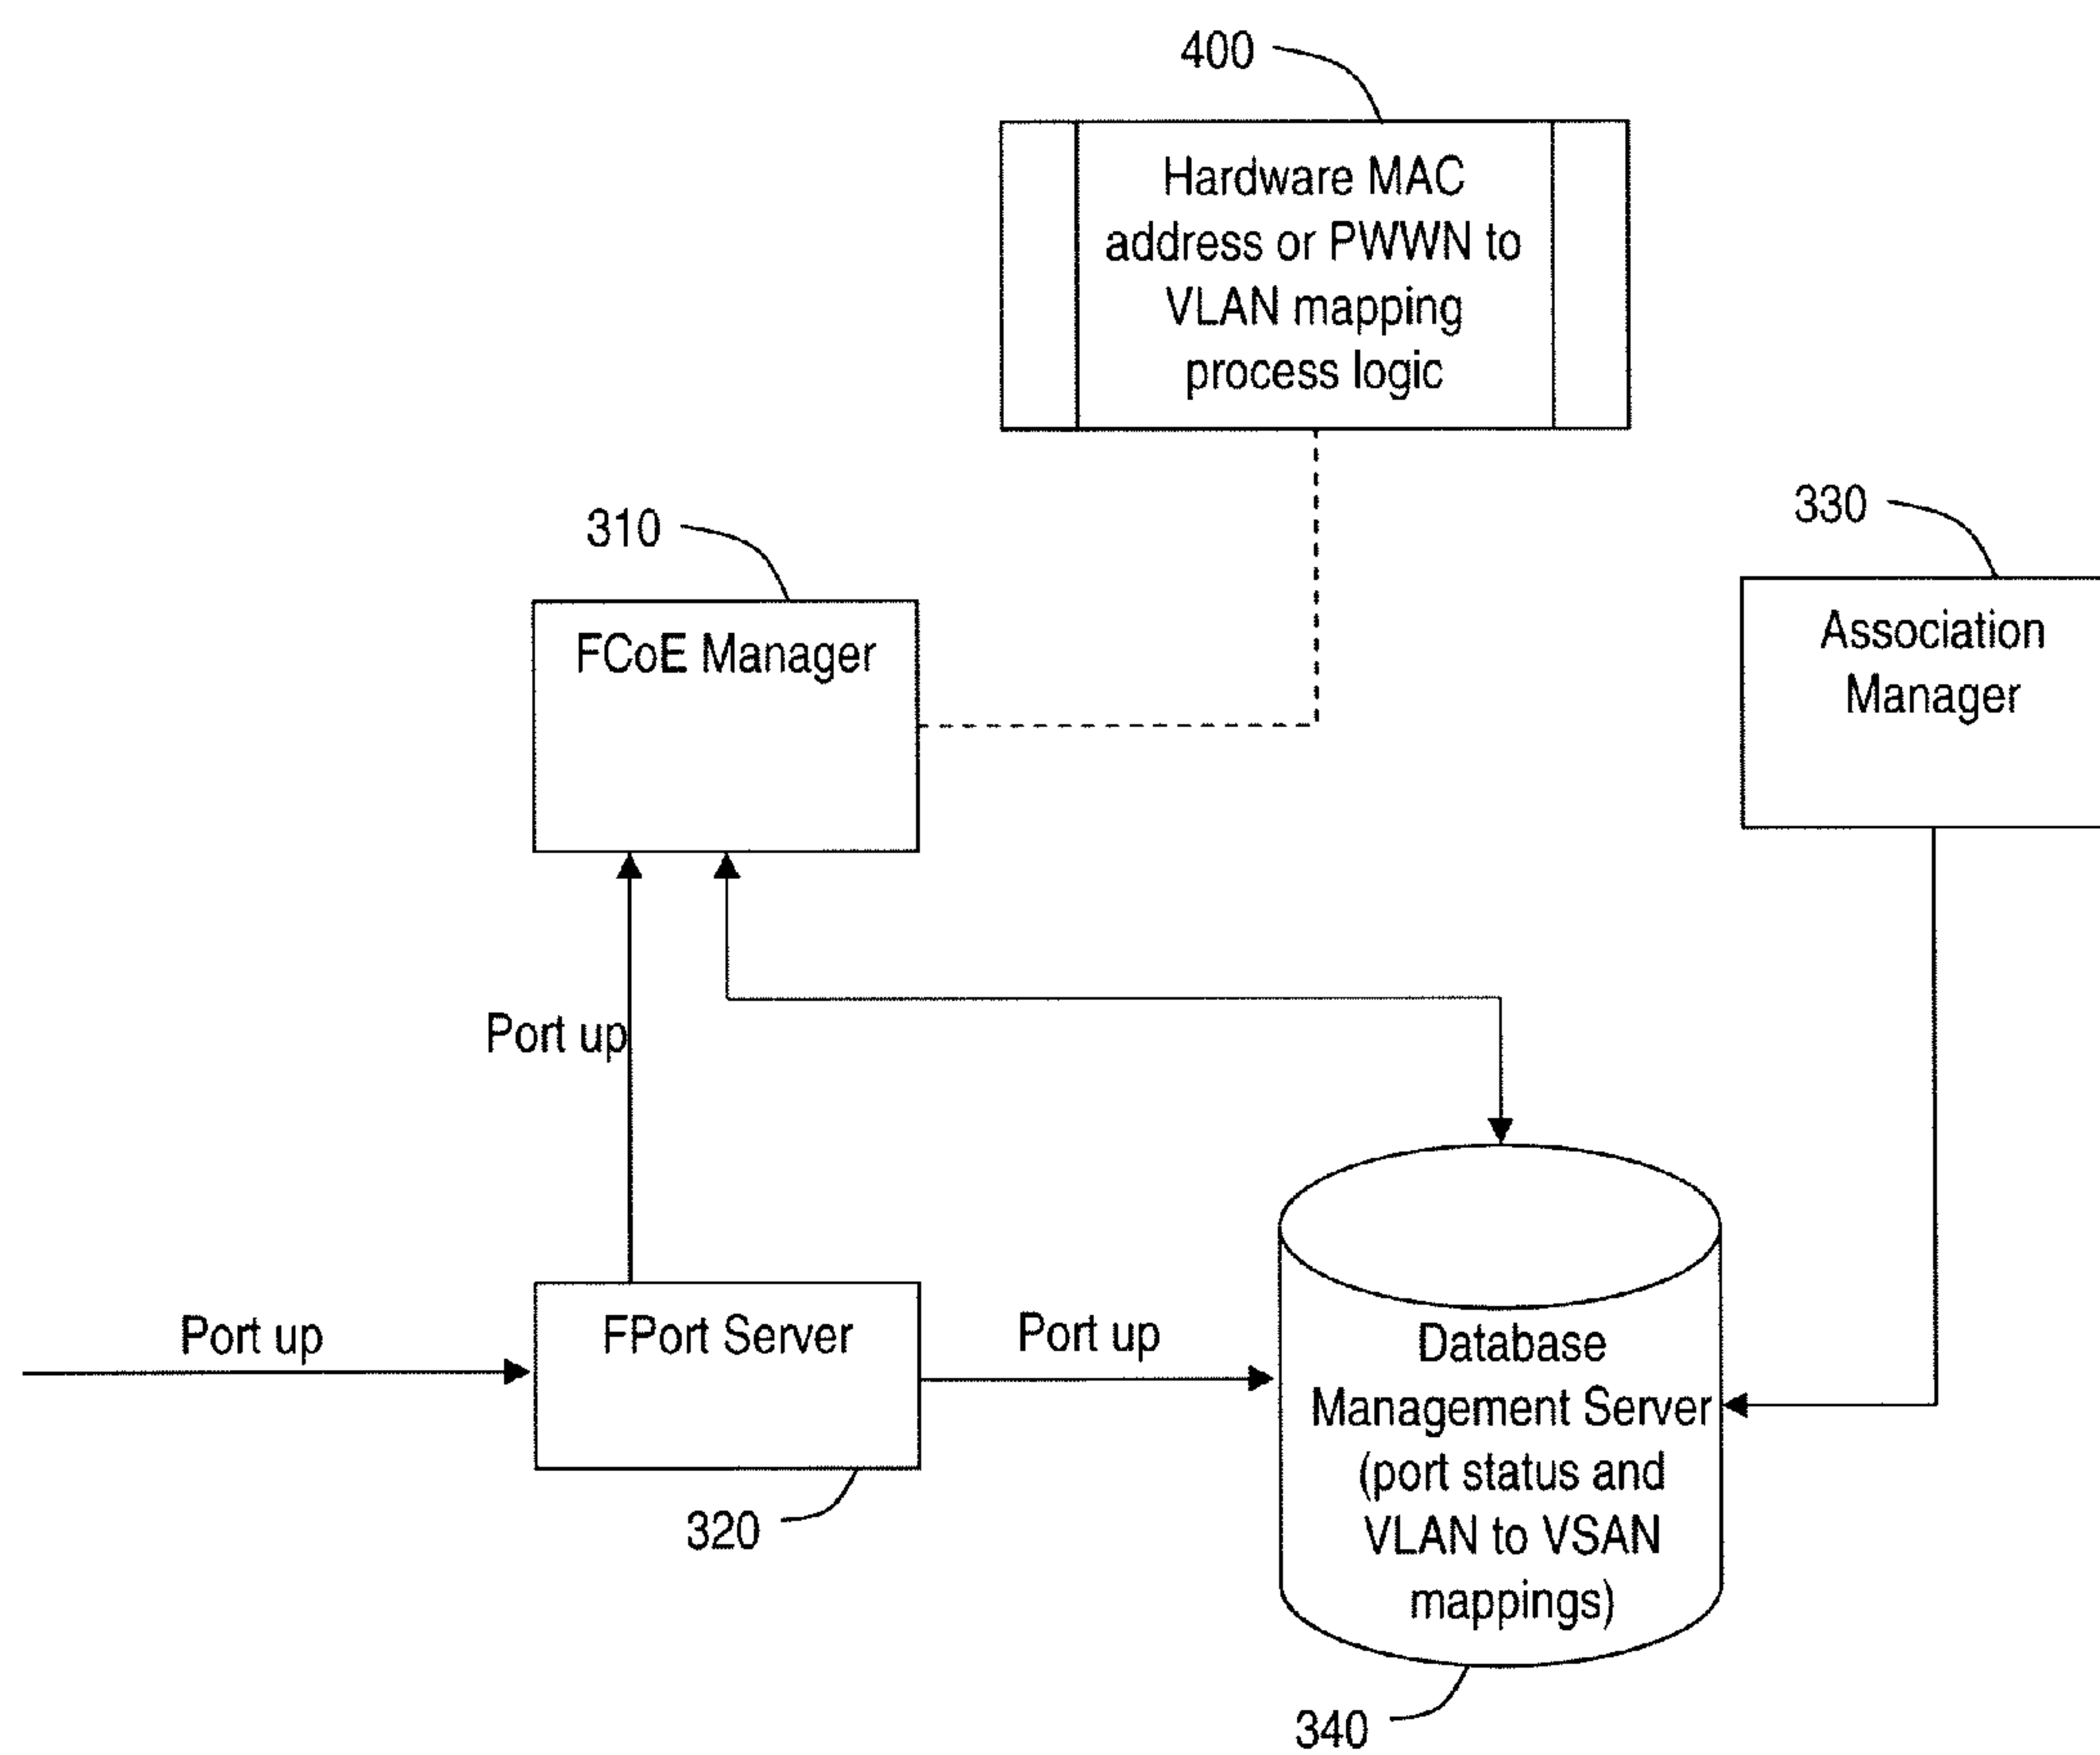 400
Hardware MAC
address or PWWN to
VLAN mapping
process logic
310
FCoE Manager
330
Association
Manager
Port up
Port up
FPort Server
Port up
320
Database
Management Server
(port status and
VLAN to VSAN
mappings)
340